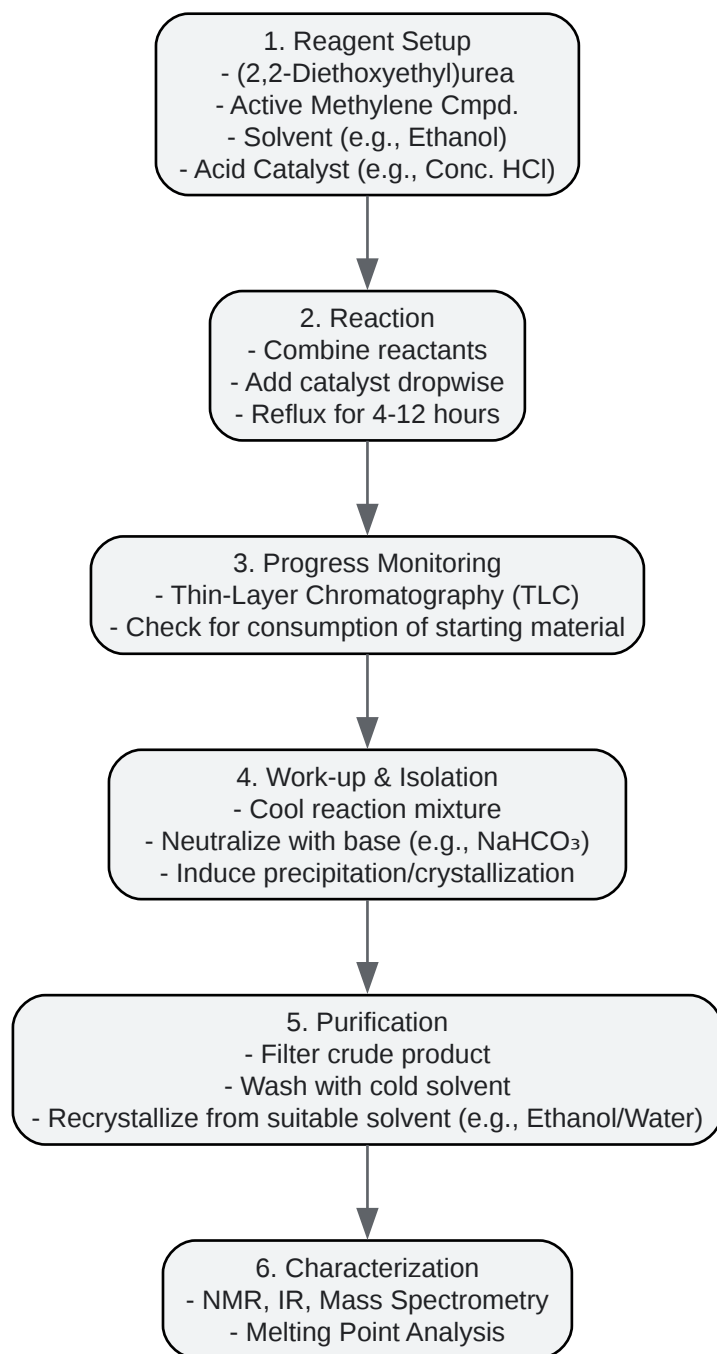 1. Reagent Setup
- (2,2-Diethoxyethyl)urea
- Active Methylene Cmpd.
- Solvent (e.g., Ethanol)
- Acid Catalyst (e.g., Conc. HCl)
2. Reaction
- Combine reactants
- Add catalyst dropwise
- Reflux for 4-12 hours
3. Progress Monitoring
- Thin-Layer Chromatography (TLC)
- Check for consumption of starting material
4. Work-up & Isolation
- Cool reaction mixture
- Neutralize with base (e.g., NaHCO₃)
- Induce precipitation/crystallization
5. Purification
- Filter crude product
- Wash with cold solvent
- Recrystallize from suitable solvent (e.g., Ethanol/Water)
6. Characterization
- NMR, IR, Mass Spectrometry
- Melting Point Analysis